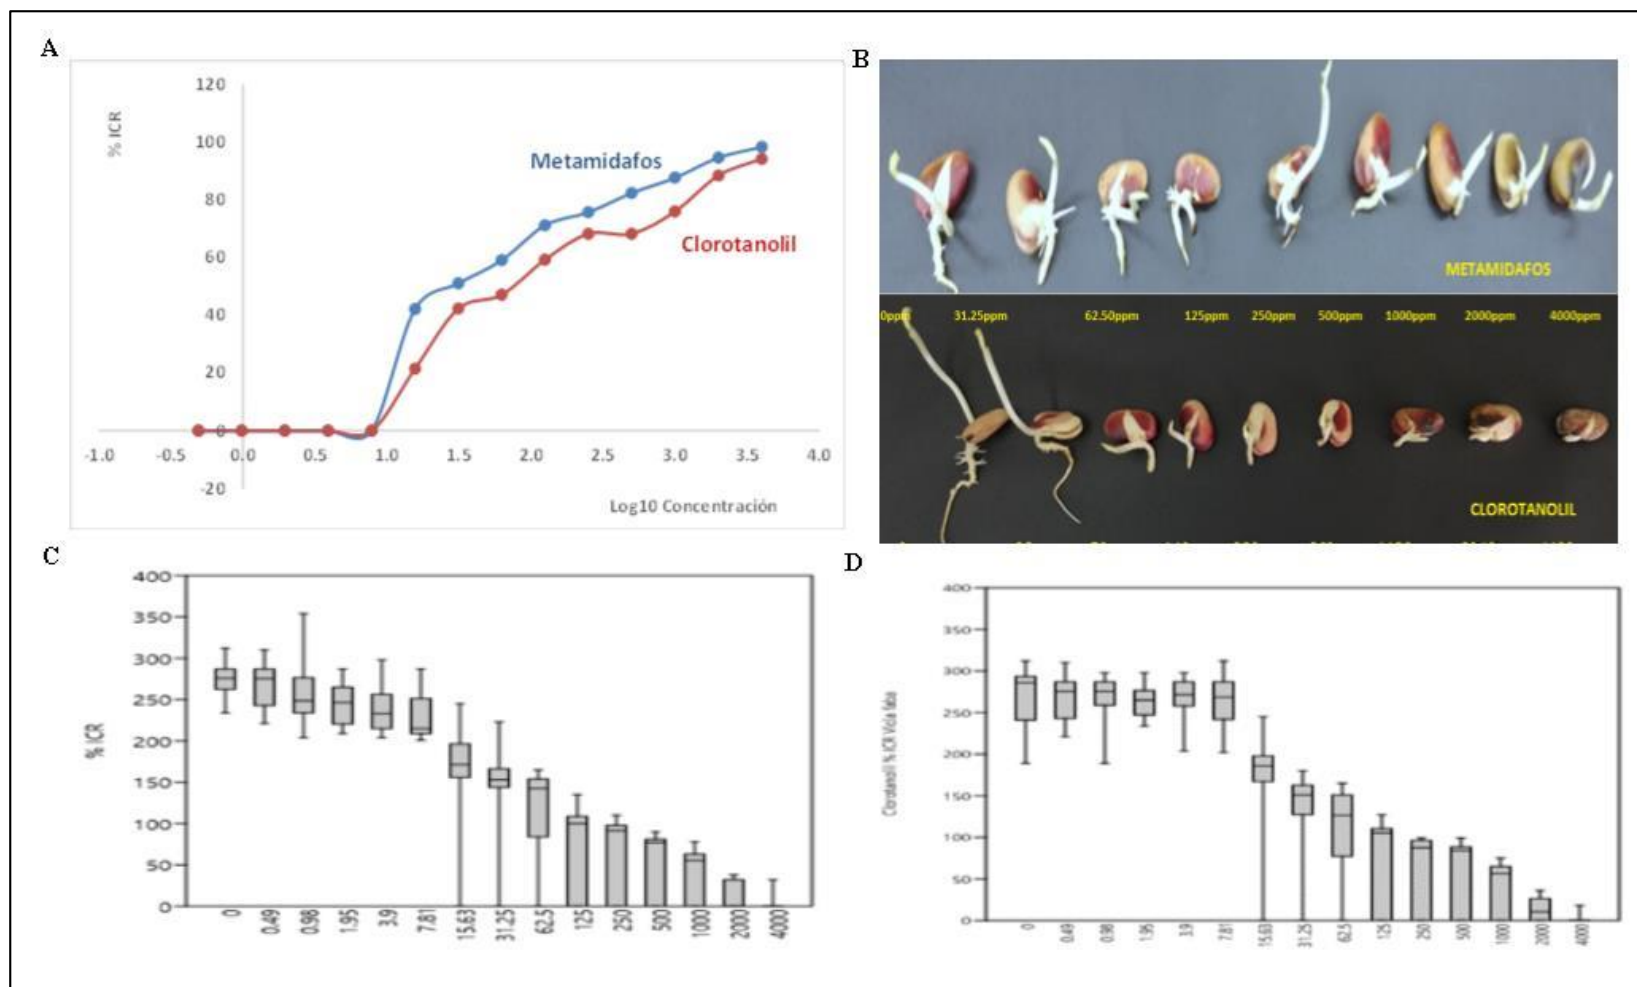 A
120
% ICR
100
80
60
40
20
0
-20
Metamidafos
Clorotanolil
-1.0 -0.5 0.0 0.5 1.0 1.5 2.0 2.5 3.0 3.5 4.0
Log10 Concentración
B
METAMIDAFOS
0ppm 31.25ppm 62.50ppm 125ppm 250ppm 500ppm 1000ppm 2000ppm 4000ppm
CLOROTANOLIL
C
400
350
300
250
200
150
100
50
0
% ICR
0 0.49 0.98 1.95 3.9 7.81 15.63 31.25 62.5 125 250 500 1000 2000 4000
D
400
350
300
250
200
150
100
50
0
Clorotanolil % ICR Vicia faba
0 0.49 0.98 1.95 3.9 7.81 15.63 31.25 62.5 125 250 500 1000 2000 4000